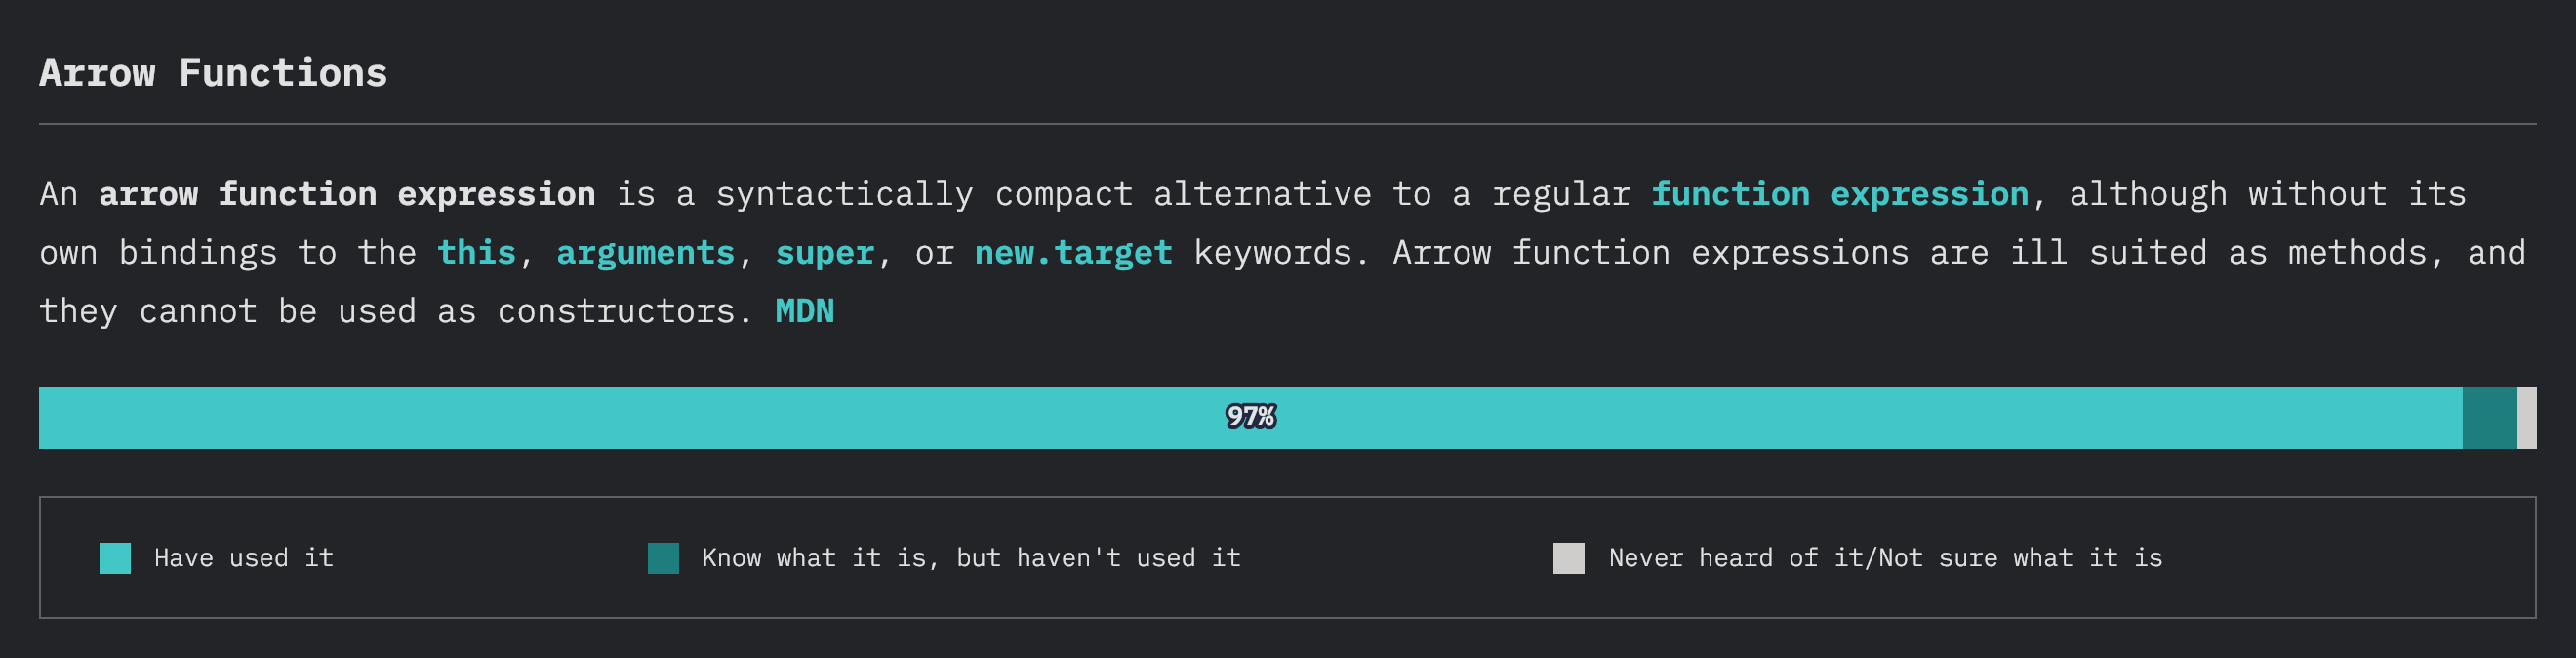 Arrow Functions
An arrow function expression is a syntactically compact alternative to a regular function expression, although without its
own bindings to the this, arguments, super, or new.target keywords. Arrow function expressions are ill suited as methods, and
they cannot be used as constructors. MDN
97%
Have used it
Know what it is, but haven't used it
Never heard of it/Not sure what it is